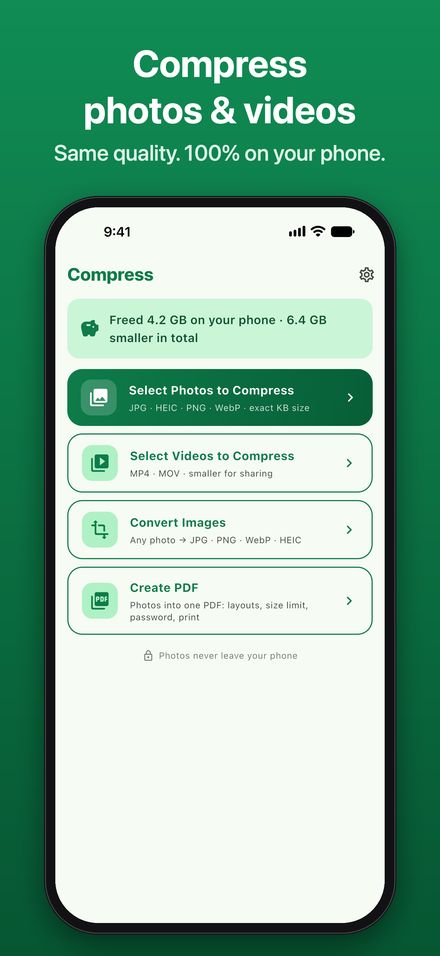 Compress
photos & videos
Same quality. 100% on your phone.
9:41
Compress
Freed 4.2 GB on your phone · 6.4 GB
smaller in total
Select Photos to Compress
JPG · HEIC · PNG · WebP · exact KB size
Select Videos to Compress
MP4 · MOV · smaller for sharing
Convert Images
Any photo → JPG · PNG · WebP · HEIC
PDF
Create PDF
Photos into one PDF: layouts, size limit,
password, print
Photos never leave your phone